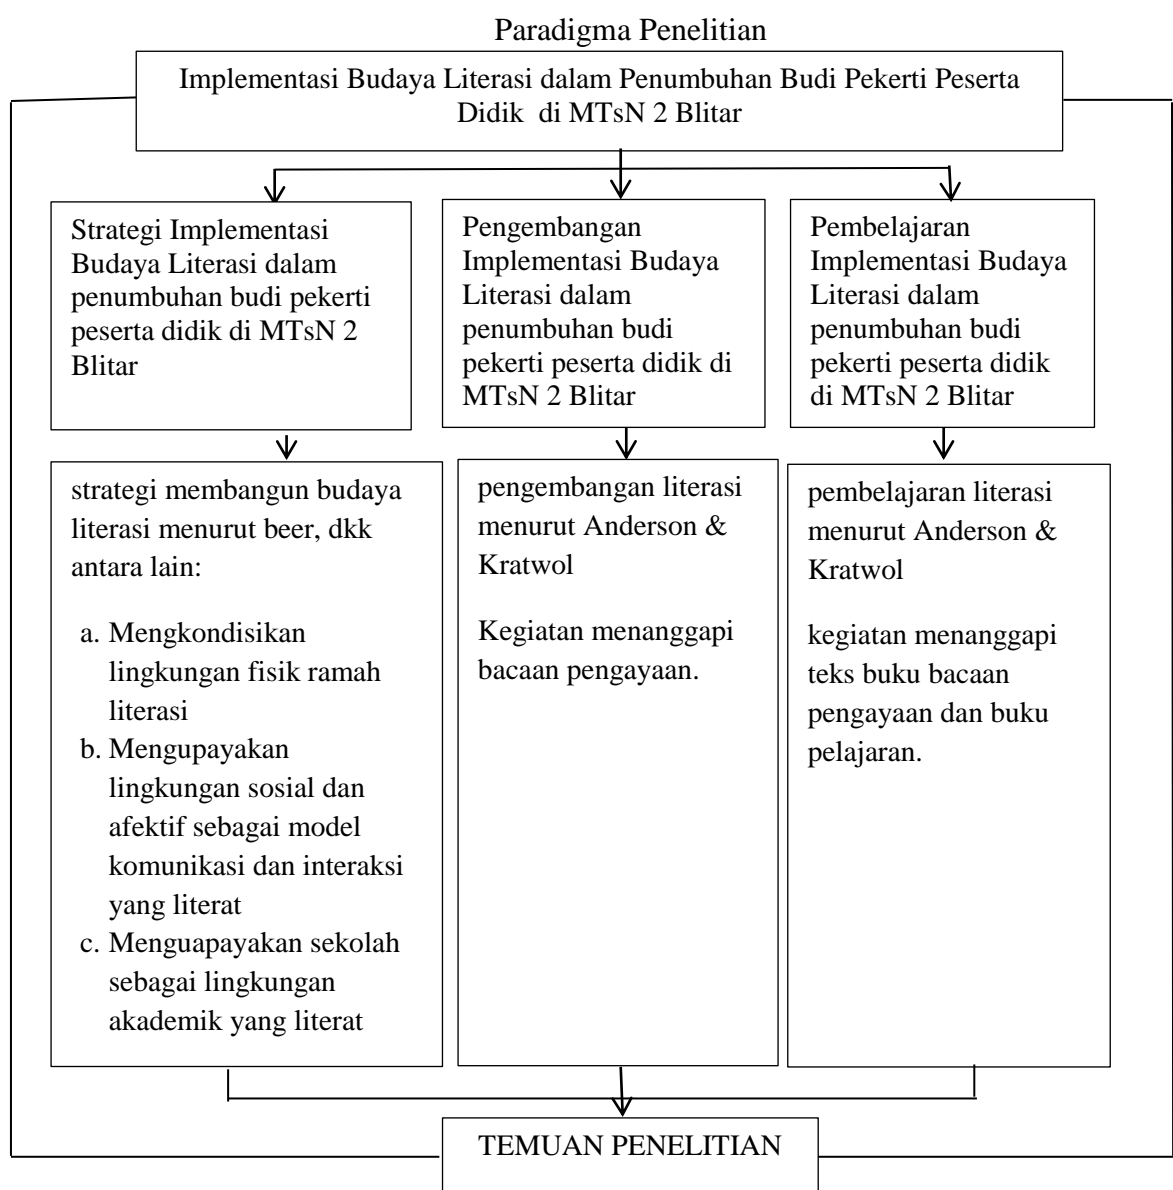 Paradigma Penelitian
Implementasi Budaya Literasi dalam Penumbuhan Budi Pekerti Peserta
Didik di MTsN 2 Blitar
Strategi Implementasi
Budaya Literasi dalam
penumbuhan budi pekerti
peserta didik di MTsN 2
Blitar
Pengembangan
Implementasi Budaya
Literasi dalam
penumbuhan budi
pekerti peserta didik di
MTsN 2 Blitar
Pembelajaran
Implementasi Budaya
Literasi dalam
penumbuhan budi
pekerti peserta didik
di MTsN 2 Blitar
strategi membangun budaya
literasi menurut beer, dkk
antara lain:
a. Mengkondisikan
lingkungan fisik ramah
literasi
b. Mengupayakan
lingkungan sosial dan
afektif sebagai model
komunikasi dan interaksi
yang literat
c. Menguapayakan sekolah
sebagai lingkungan
akademik yang literat
pengembangan literasi
menurut Anderson &
Kratwol
Kegiatan menanggapi
bacaan pengayaan.
pembelajaran literasi
menurut Anderson &
Kratwol
kegiatan menanggapi
teks buku bacaan
pengayaan dan buku
pelajaran.
TEMUAN PENELITIAN